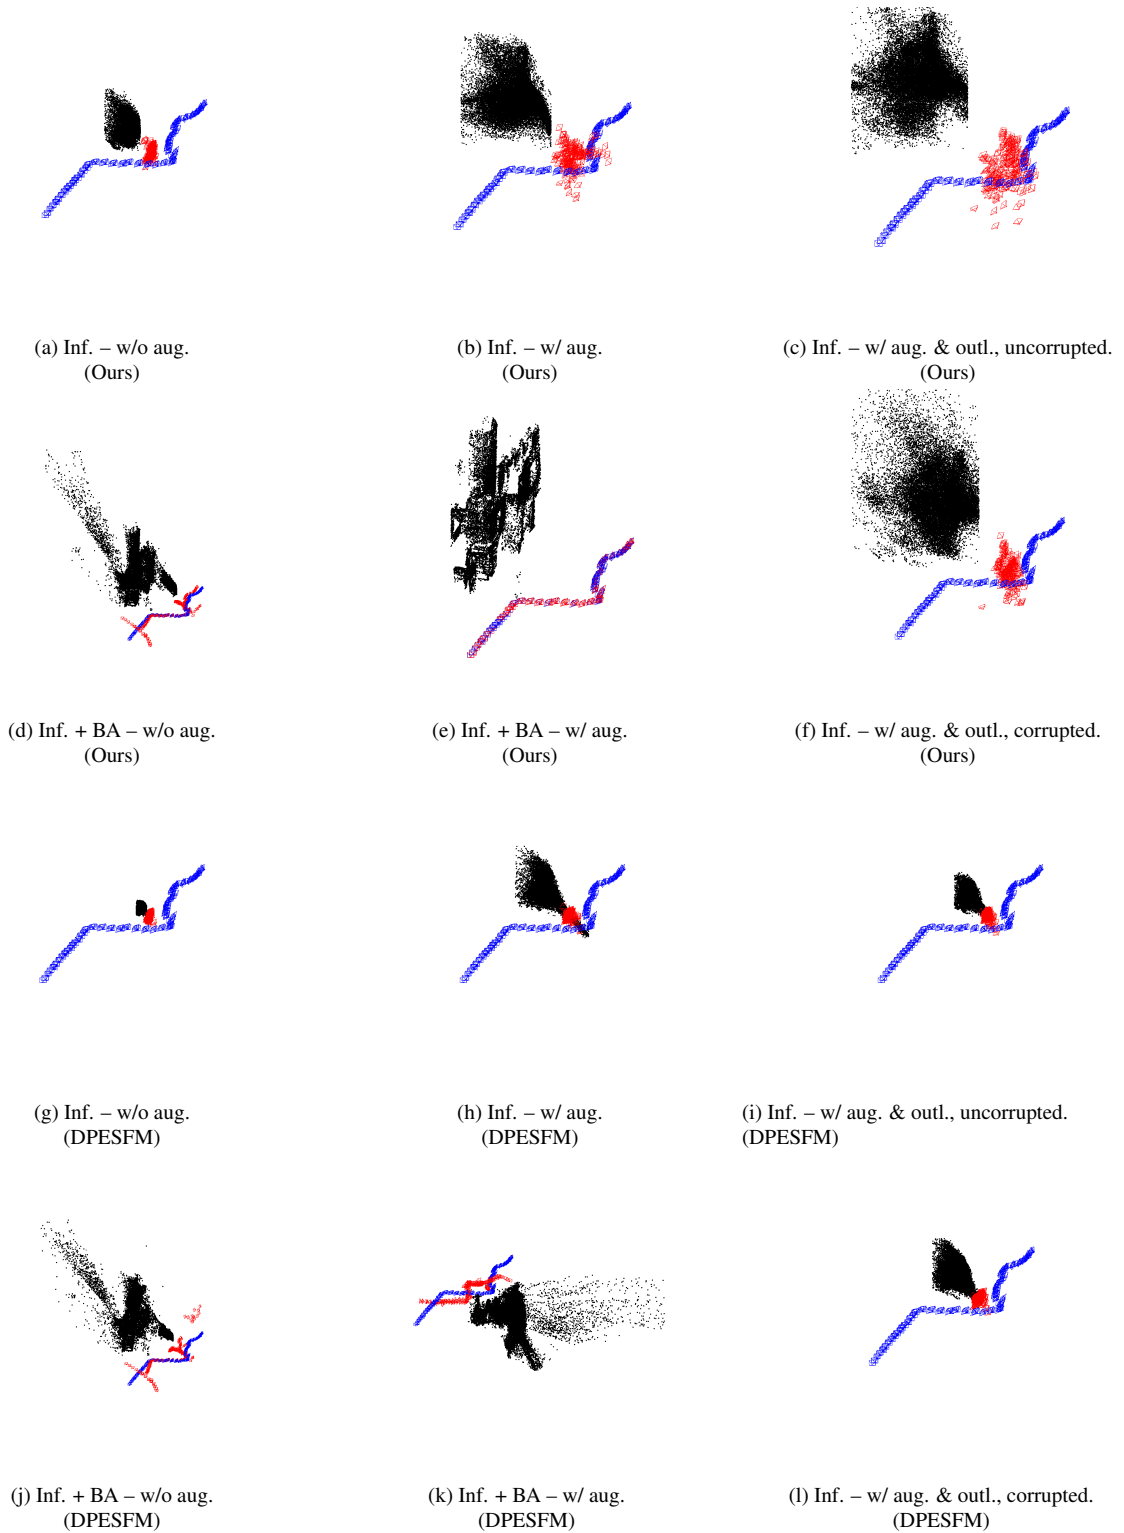 (a) Inf. – w/o aug.
(Ours)
(b) Inf. – w/ aug.
(Ours)
(c) Inf. – w/ aug. & outl., uncorrupted.
(Ours)
(d) Inf. + BA – w/o aug.
(Ours)
(e) Inf. + BA – w/ aug.
(Ours)
(f) Inf. – w/ aug. & outl., corrupted.
(Ours)
(g) Inf. – w/o aug.
(DPESFM)
(h) Inf. – w/ aug.
(DPESFM)
(i) Inf. – w/ aug. & outl., uncorrupted.
(DPESFM)
(j) Inf. + BA – w/o aug.
(DPESFM)
(k) Inf. + BA – w/ aug.
(DPESFM)
(l) Inf. – w/ aug. & outl., corrupted.
(DPESFM)